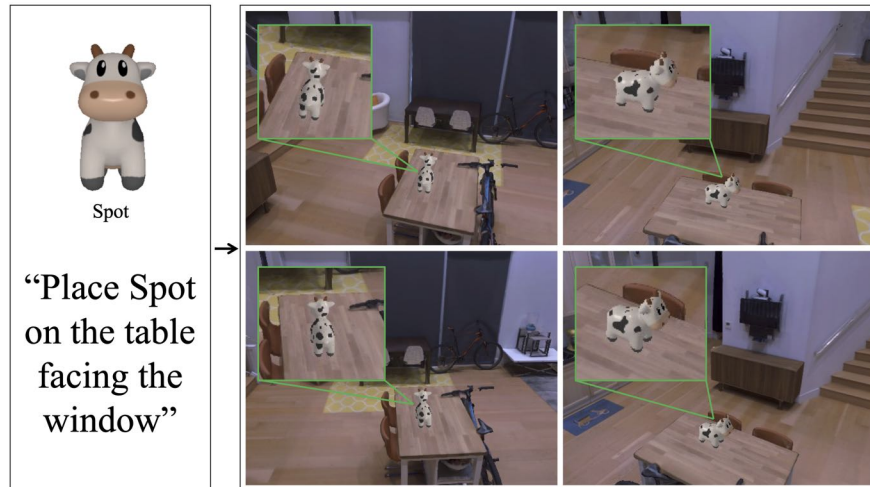 Spot
“Place Spot
on the table
facing the
window”